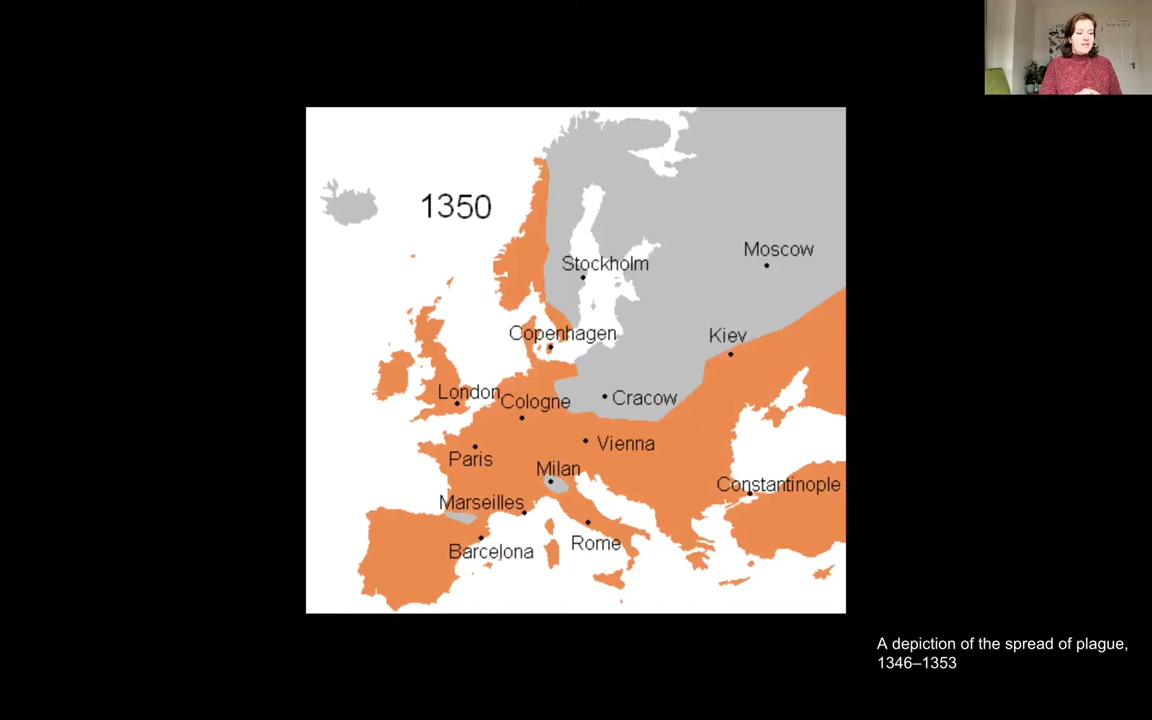 1350
Moscow
Stockholm
Copenhagen
Kiev
London
Cologne
Cracow
Paris
Vienna
Milan
Marseilles
Constantinople
Barcelona
Rome
A depiction of the spread of plague,
1346–1353